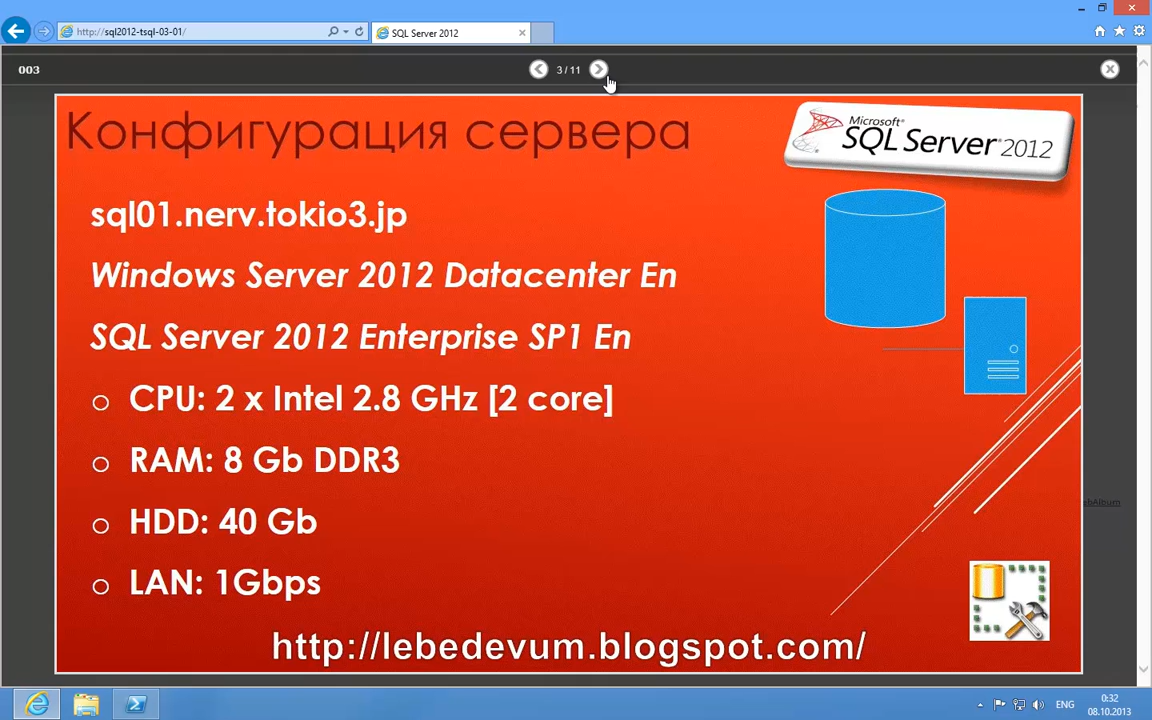 http://sql2012-tsql-03-01/
SQL Server 2012
003
3 / 11
Конфигурация сервера
Microsoft®
SQL Server® 2012
sql01.nerv.tokio3.jp
Windows Server 2012 Datacenter En
SQL Server 2012 Enterprise SP1 En
CPU: 2 x Intel 2.8 GHz [2 core]
RAM: 8 Gb DDR3
HDD: 40 Gb
LAN: 1Gbps
http://lebedevum.blogspot.com/
ENG
0:32
08.10.2013